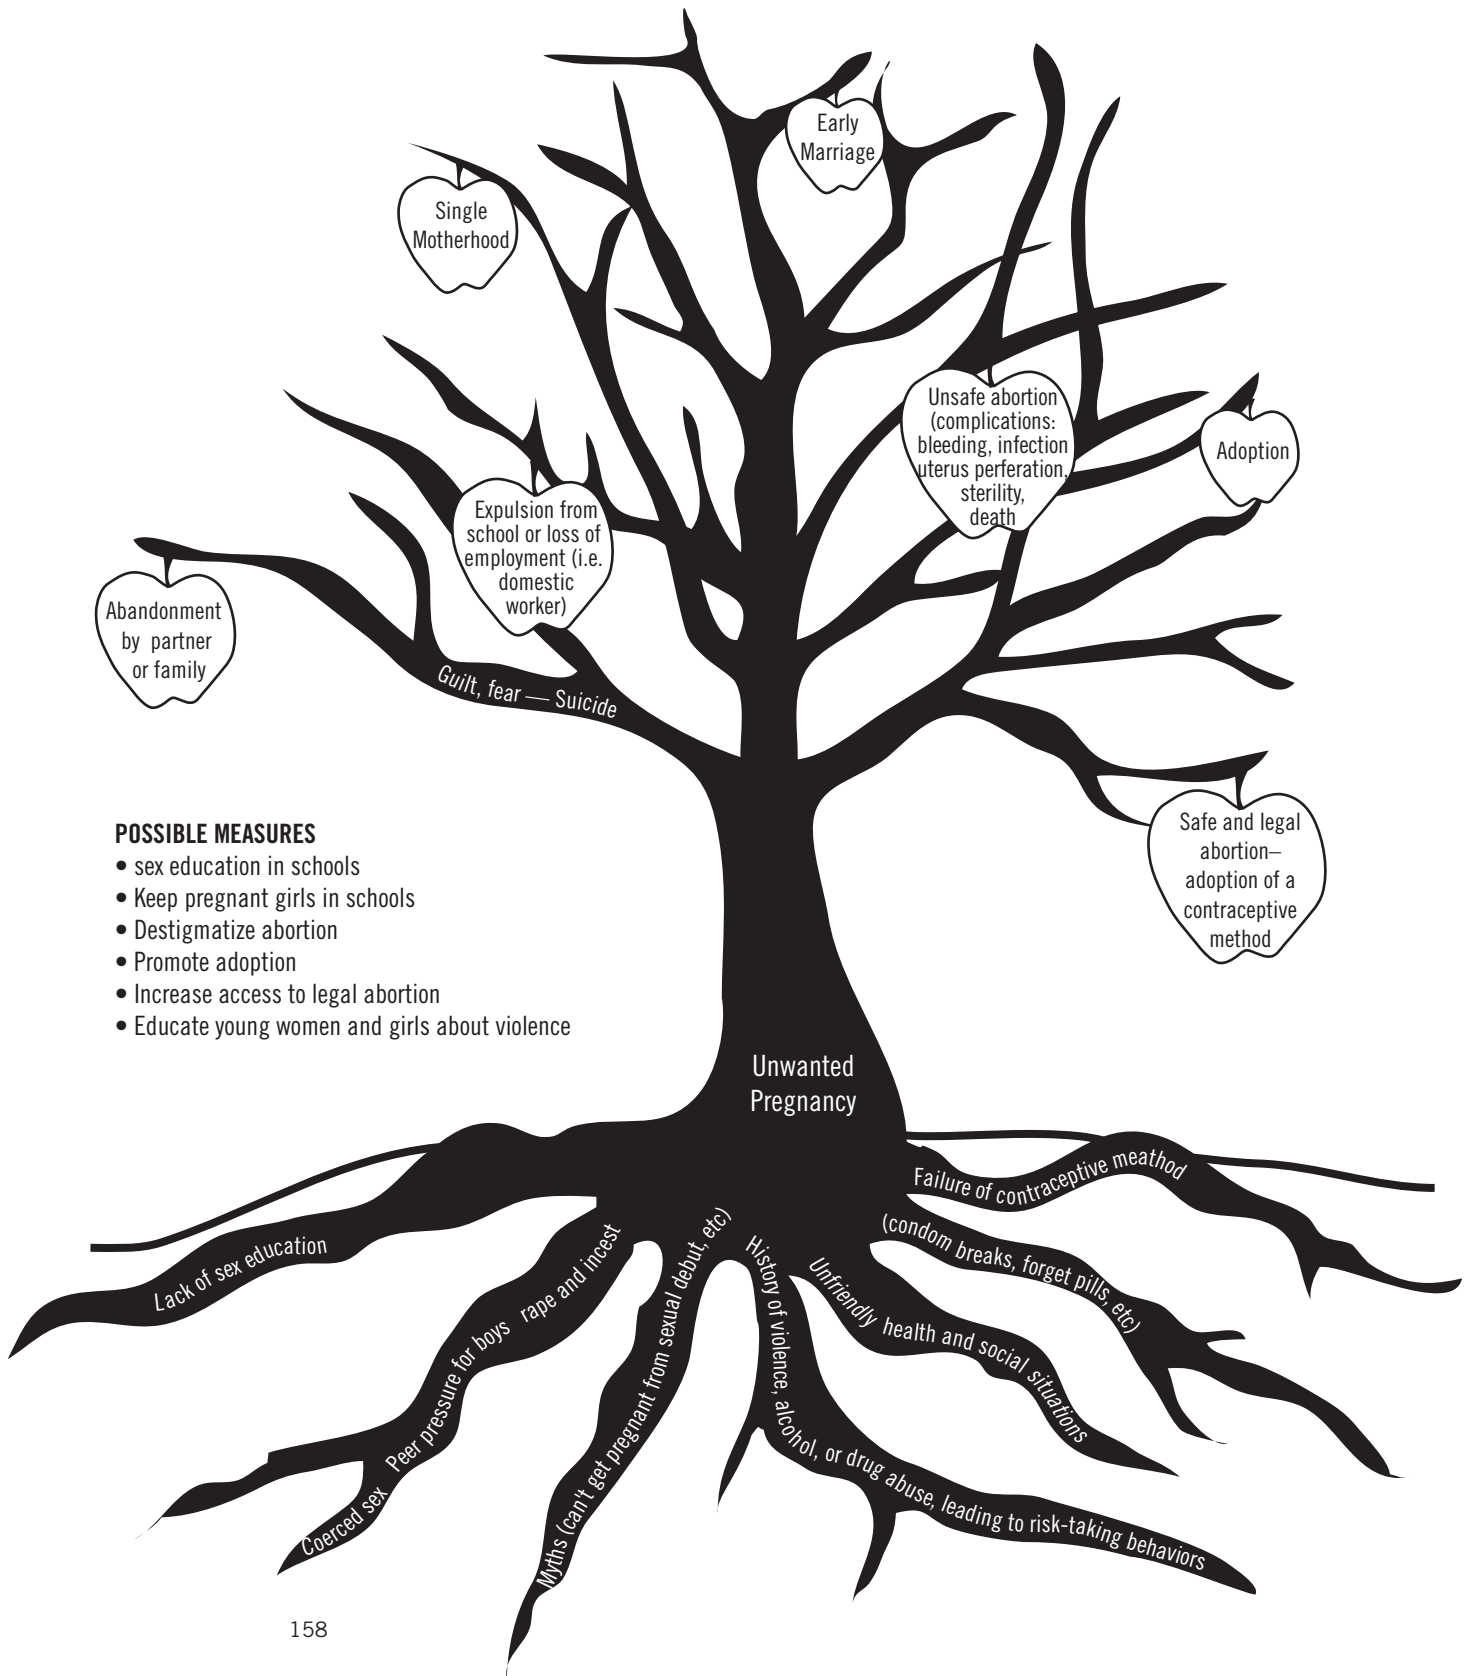 Early
Marriage
Single
Motherhood
Unsafe abortion
(complications:
bleeding, infection
uterus perferation,
sterility,
death
Adoption
Expulsion from
school or loss of
employment (i.e.
domestic
worker)
Abandonment
by partner
or family
Guilt, fear — Suicide
Safe and legal
abortion–
adoption of a
contraceptive
method
POSSIBLE MEASURES
• sex education in schools
• Keep pregnant girls in schools
• Destigmatize abortion
• Promote adoption
• Increase access to legal abortion
• Educate young women and girls about violence
Unwanted
Pregnancy
Lack of sex education
Coerced sex Peer pressure for boys rape and incest
Myths (can't get pregnant from sexual debut, etc)
History of violence, alcohol, or drug abuse, leading to risk-taking behaviors
Unfriendly health and social situations
Failure of contraceptive meathod
(condom breaks, forget pills, etc)
158